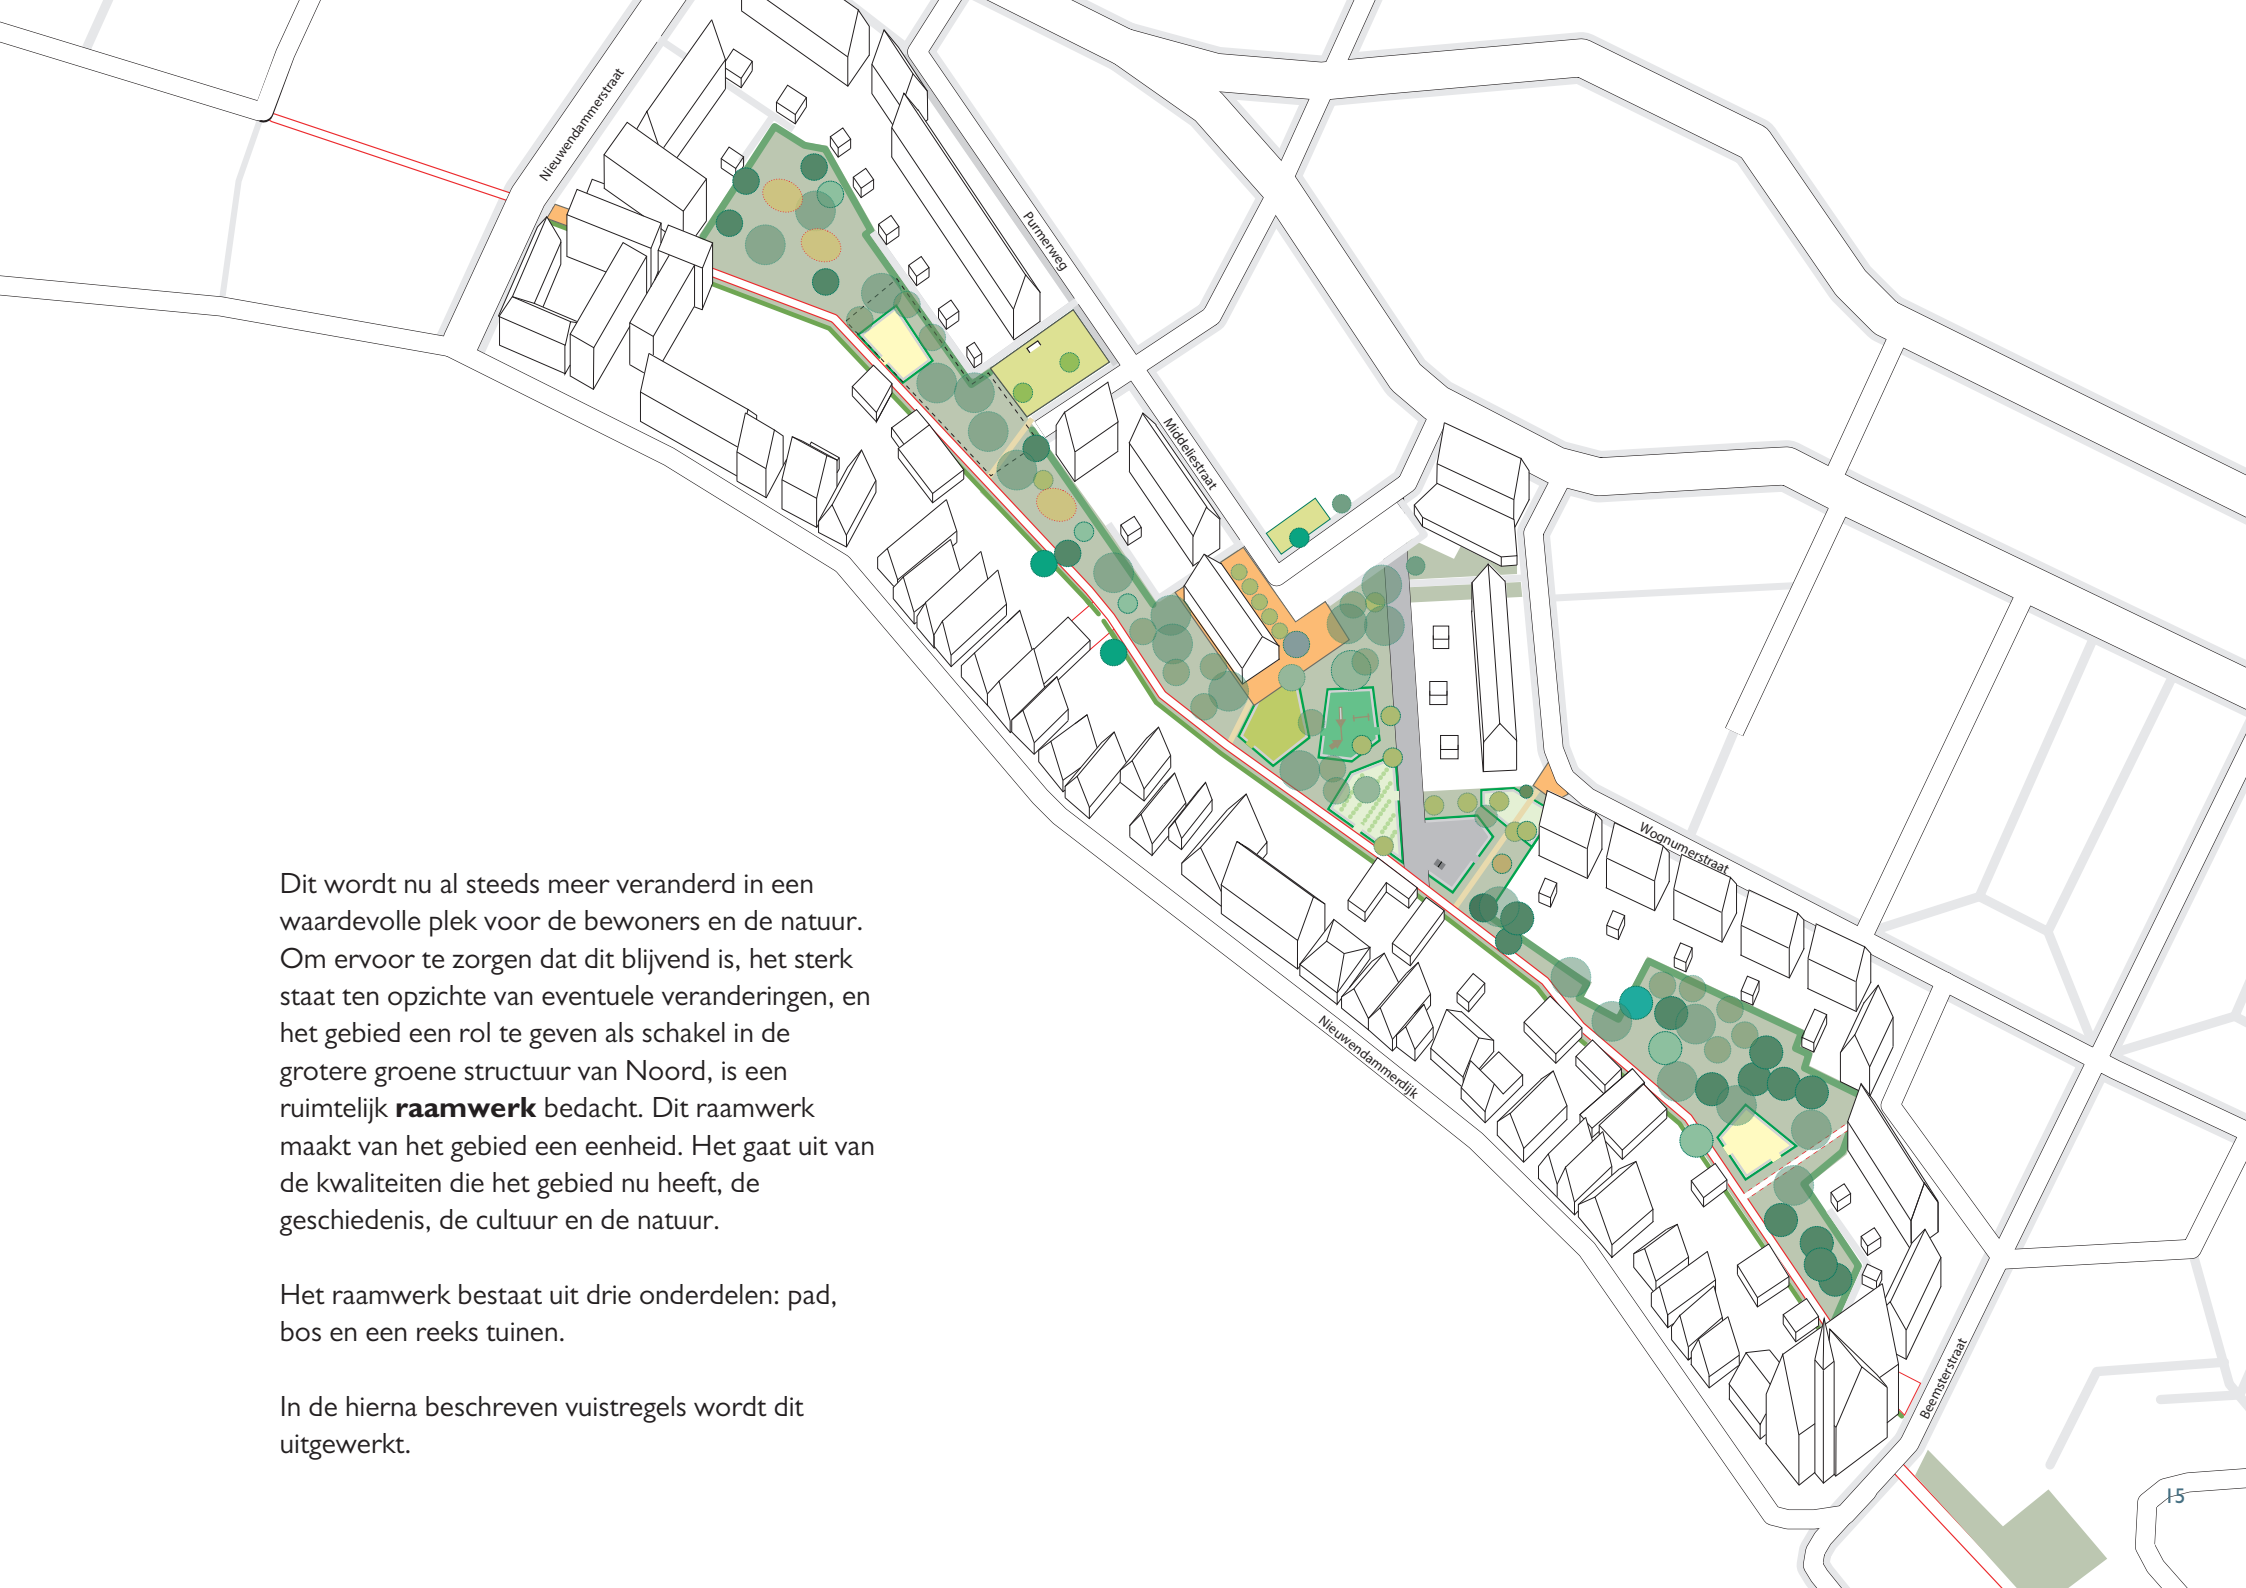 Nieuwendammerstraat
Purmerweg
Middeliestraat
Wognumerstraat
Nieuwendammerdijk
Beemsterstraat
Dit wordt nu al steeds meer veranderd in een
waardevolle plek voor de bewoners en de natuur.
Om ervoor te zorgen dat dit blijvend is, het sterk
staat ten opzichte van eventuele veranderingen, en
het gebied een rol te geven als schakel in de
grotere groene structuur van Noord, is een
ruimtelijk raamwerk bedacht. Dit raamwerk
maakt van het gebied een eenheid. Het gaat uit van
de kwaliteiten die het gebied nu heeft, de
geschiedenis, de cultuur en de natuur.
Het raamwerk bestaat uit drie onderdelen: pad,
bos en een reeks tuinen.
In de hierna beschreven vuistregels wordt dit
uitgewerkt.
15